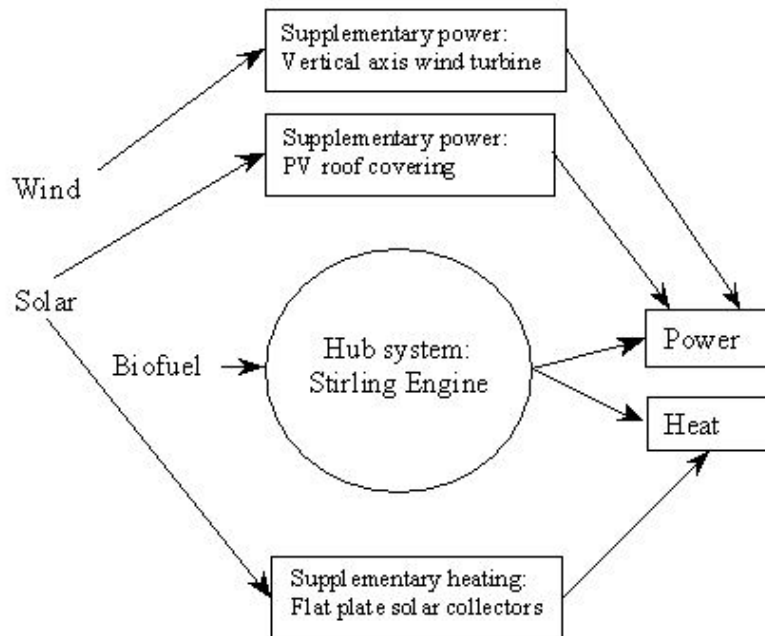 Supplementary power:
Vertical axis wind turbine
Supplementary power:
PV roof covering
Wind
Solar
Biofuel
Hub system:
Stirling Engine
Power
Heat
Supplementary heating:
Flat plate solar collectors